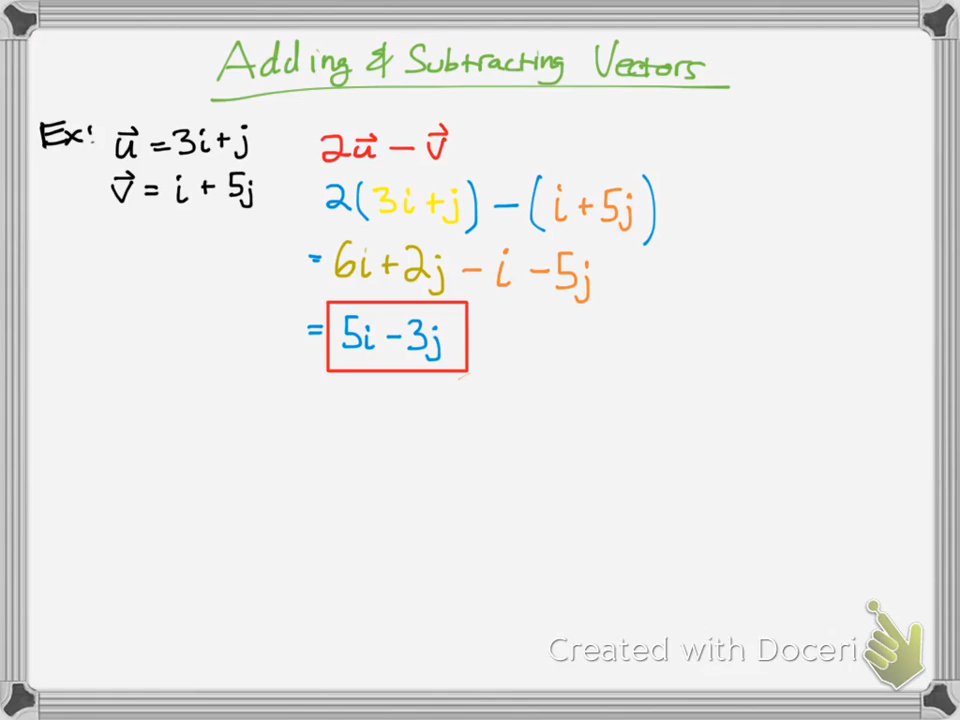 Adding & Subtracting Vectors
Ex: u⃗ = 3i + j
v⃗ = i + 5j
2u⃗ − v⃗
2(3i + j) − (i + 5j)
= 6i + 2j − i − 5j
= 5i − 3j
Created with Doceri